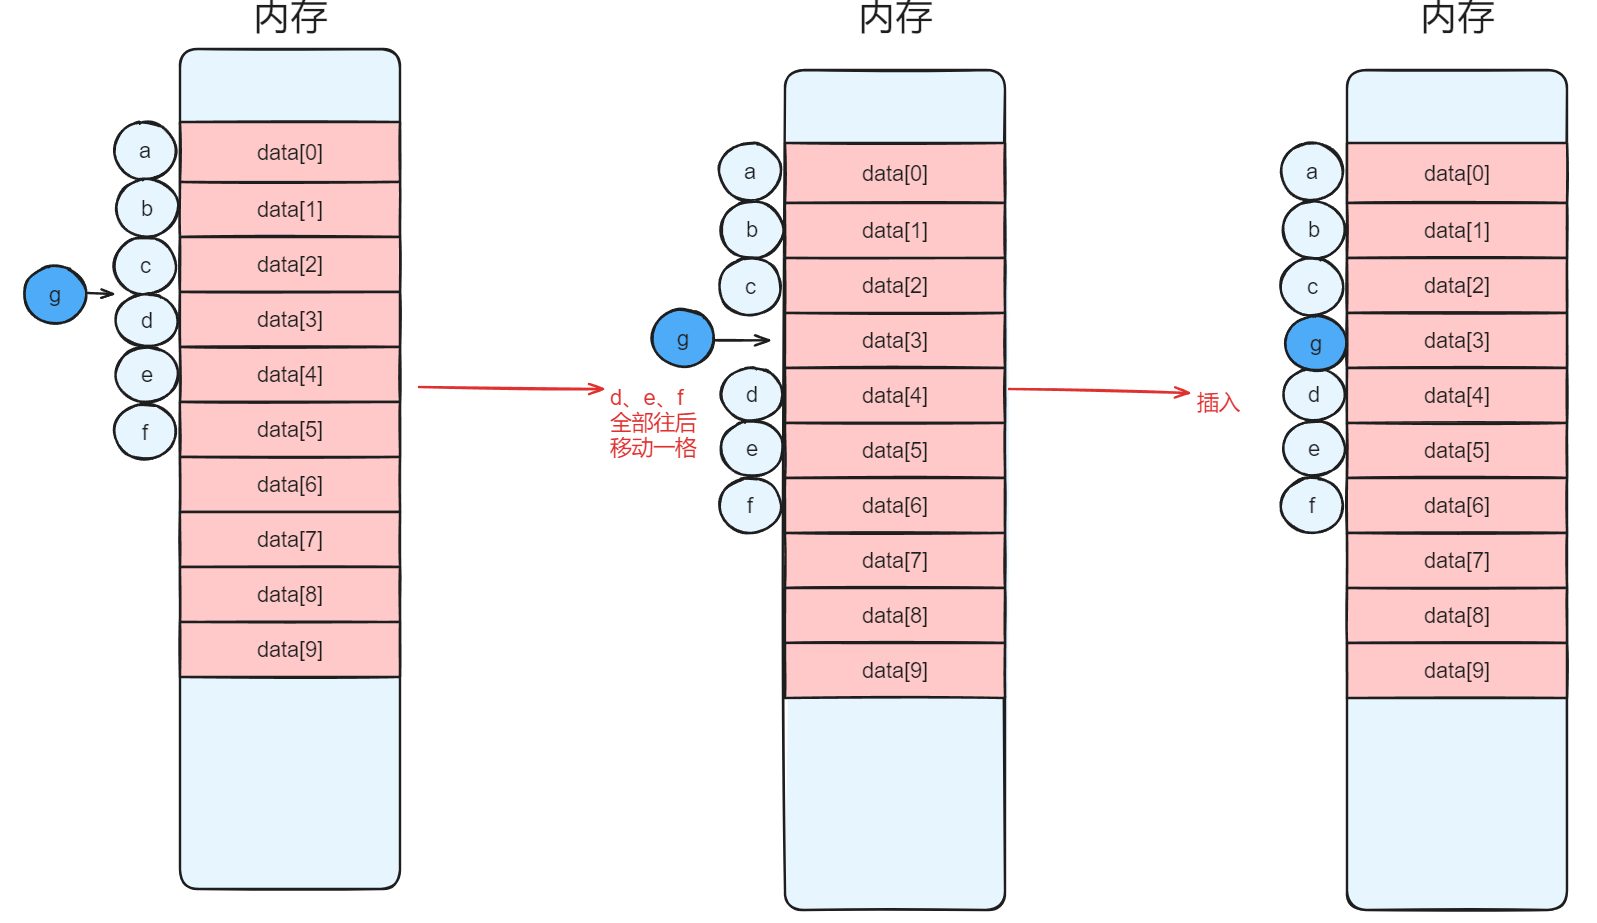 内存
a
data[0]
b
data[1]
c
data[2]
g
d
data[3]
e
data[4]
f
data[5]
data[6]
data[7]
data[8]
data[9]
d、e、f
全部往后
移动一格
内存
a
data[0]
b
data[1]
c
data[2]
g
data[3]
d
data[4]
e
data[5]
f
data[6]
data[7]
data[8]
data[9]
插入
内存
a
data[0]
b
data[1]
c
data[2]
g
data[3]
d
data[4]
e
data[5]
f
data[6]
data[7]
data[8]
data[9]